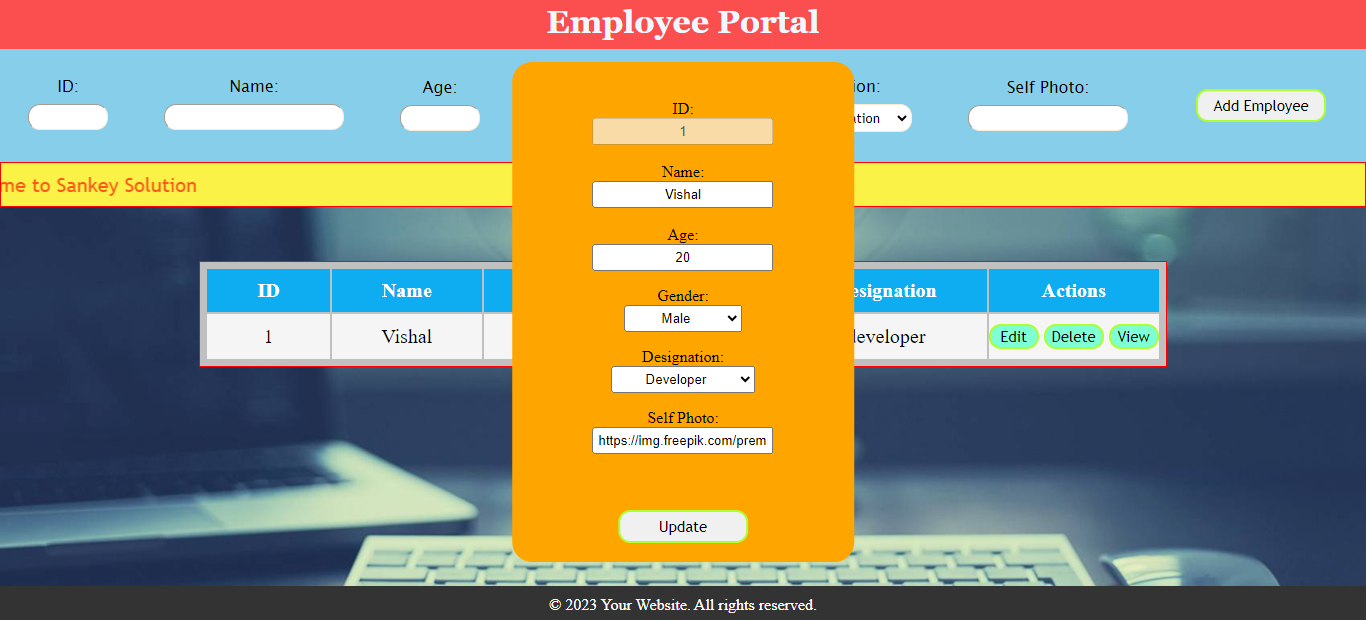 Employee Portal
ID:
Name:
Age:
ion:
Self Photo:
ation
Add Employee
me to Sankey Solution
ID:
1
Name:
Vishal
Age:
20
Gender:
Male
Designation:
Developer
Self Photo:
https://img.freepik.com/prem
Update
ID Name esignation Actions
1 Vishal developer Edit Delete View
© 2023 Your Website. All rights reserved.